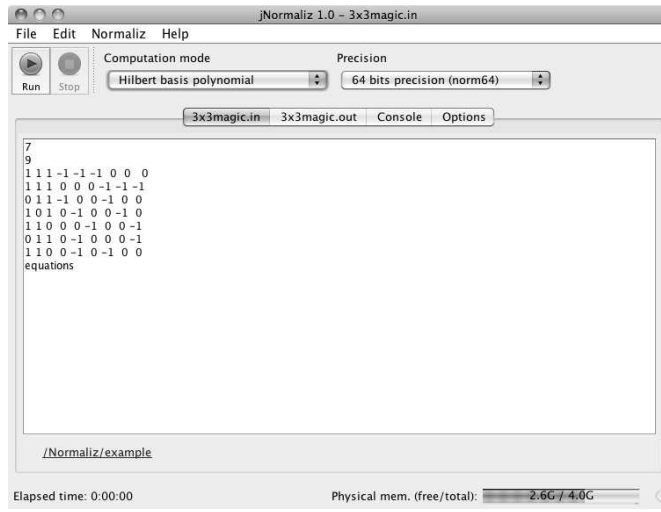 jNormaliz 1.0 – 3x3magic.in
File Edit Normaliz Help
Computation mode Precision
Hilbert basis polynomial 64 bits precision (norm64)
Run Stop
3x3magic.in 3x3magic.out Console Options
7
9
1 1 1 -1 -1 -1 0 0 0
1 1 1 0 0 0 -1 -1 -1
0 1 1 -1 0 0 -1 0 0
1 0 1 0 -1 0 0 -1 0
1 1 0 0 0 -1 0 0 -1
0 1 1 0 -1 0 0 0 -1
1 1 0 0 -1 0 -1 0 0
equations
/Normaliz/example
Elapsed time: 0:00:00 Physical mem. (free/total): 2.6G / 4.0G